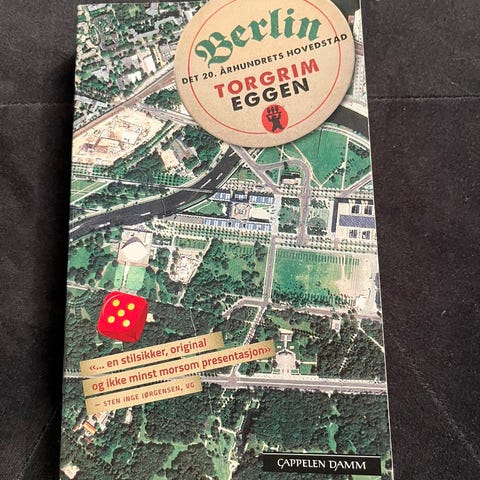 Berlin
DET 20. ÅRHUNDRETS HOVEDSTAD
TORGRIM
EGGEN
«... en stilsikker, original
og ikke minst morsom presentasjon»
– STEN INGE JØRGENSEN, VG
CAPPELEN DAMM